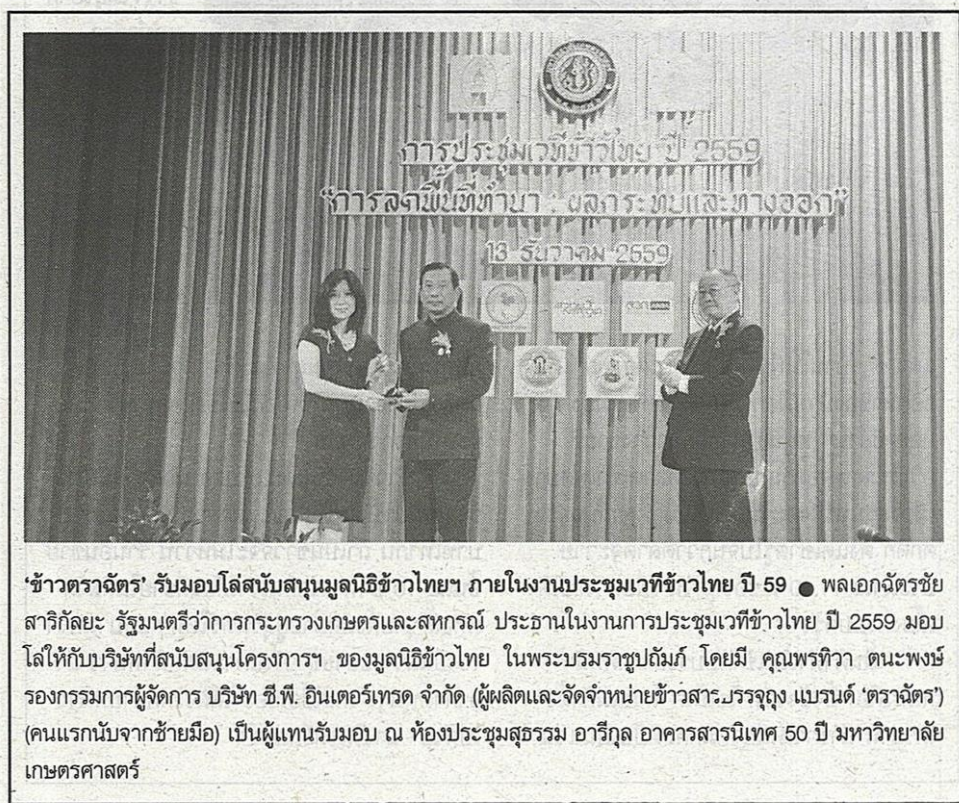 การประชุมเวทีข้าวไทย ปี 2559
"การลดพื้นที่ทำนา : ผลกระทบและทางออก"
13 ธันวาคม 2559
'ข้าวตราฉัตร' รับมอบโล่สนับสนุนมูลนิธิข้าวไทยฯ ภายในงานประชุมเวทีข้าวไทย ปี 59 ● พลเอกฉัตรชัย
สาริกัลยะ รัฐมนตรีว่าการกระทรวงเกษตรและสหกรณ์ ประธานในงานการประชุมเวทีข้าวไทย ปี 2559 มอบ
โล่ให้กับบริษัทที่สนับสนุนโครงการฯ ของมูลนิธิข้าวไทย ในพระบรมราชูปถัมภ์ โดยมี คุณพรทิวา ตนะพงษ์
รองกรรมการผู้จัดการ บริษัท ซี.พี. อินเตอร์เทรด จำกัด (ผู้ผลิตและจัดจำหน่ายข้าวสารบรรจุถุง แบรนด์ 'ตราฉัตร')
(คนแรกนับจากซ้ายมือ) เป็นผู้แทนรับมอบ ณ ห้องประชุมสุธรรม อารีกุล อาคารสารนิเทศ 50 ปี มหาวิทยาลัย
เกษตรศาสตร์